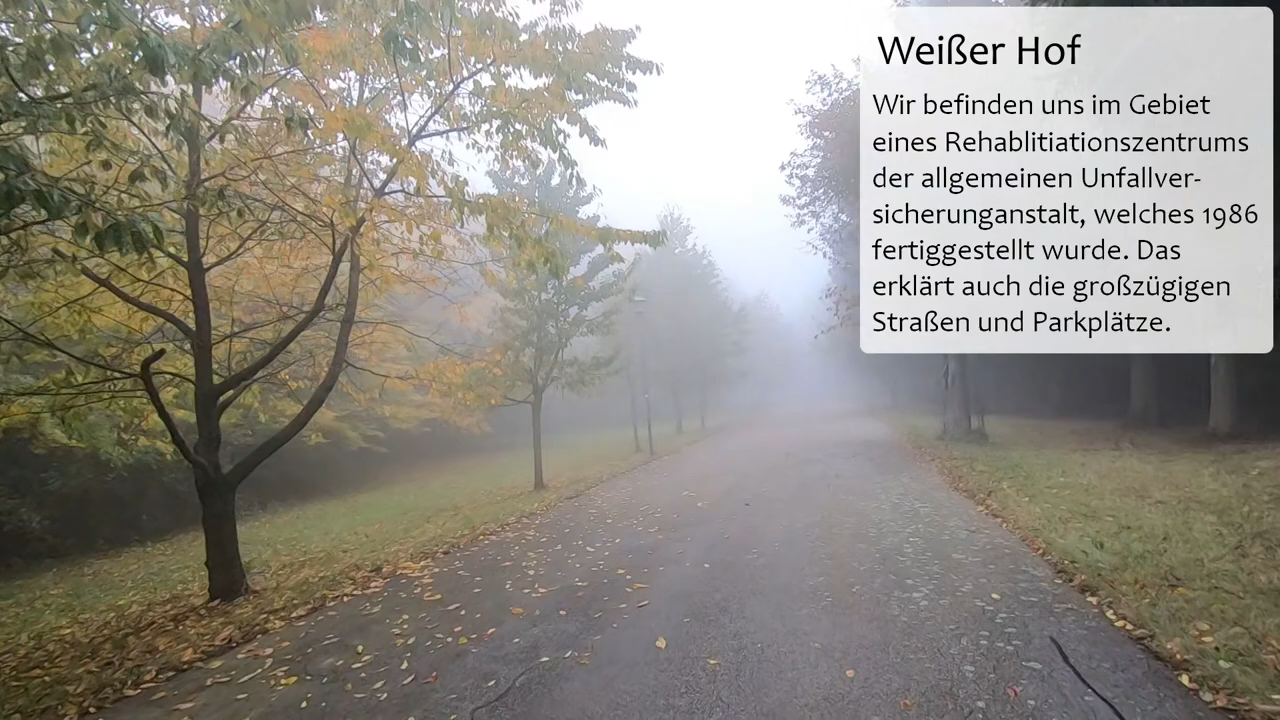 Weißer Hof
Wir befinden uns im Gebiet
eines Rehablitiationszentrums
der allgemeinen Unfallver-
sicherunganstalt, welches 1986
fertiggestellt wurde. Das
erklärt auch die großzügigen
Straßen und Parkplätze.